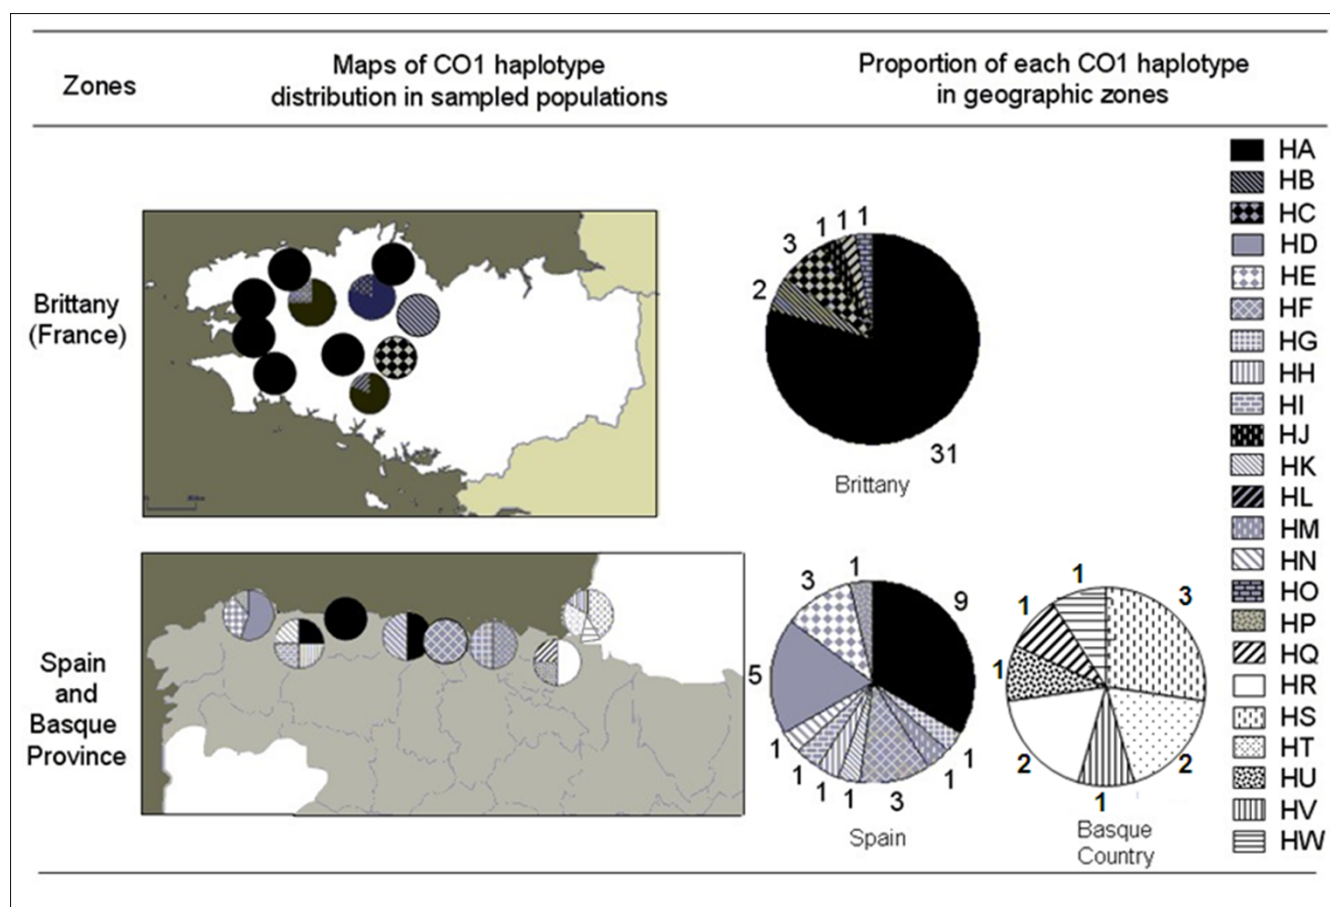 Zones
Maps of CO1 haplotype
distribution in sampled populations
Proportion of each CO1 haplotype
in geographic zones
Brittany
(France)
1
1
1
3
2
31
Brittany
Spain
and
Basque
Province
1
3
9
5
1
1
1
1
3
1
1
Spain
1
1
3
1
2
2
1
Basque
Country
HA
HB
HC
HD
HE
HF
HG
HH
HI
HJ
HK
HL
HM
HN
HO
HP
HQ
HR
HS
HT
HU
HV
HW